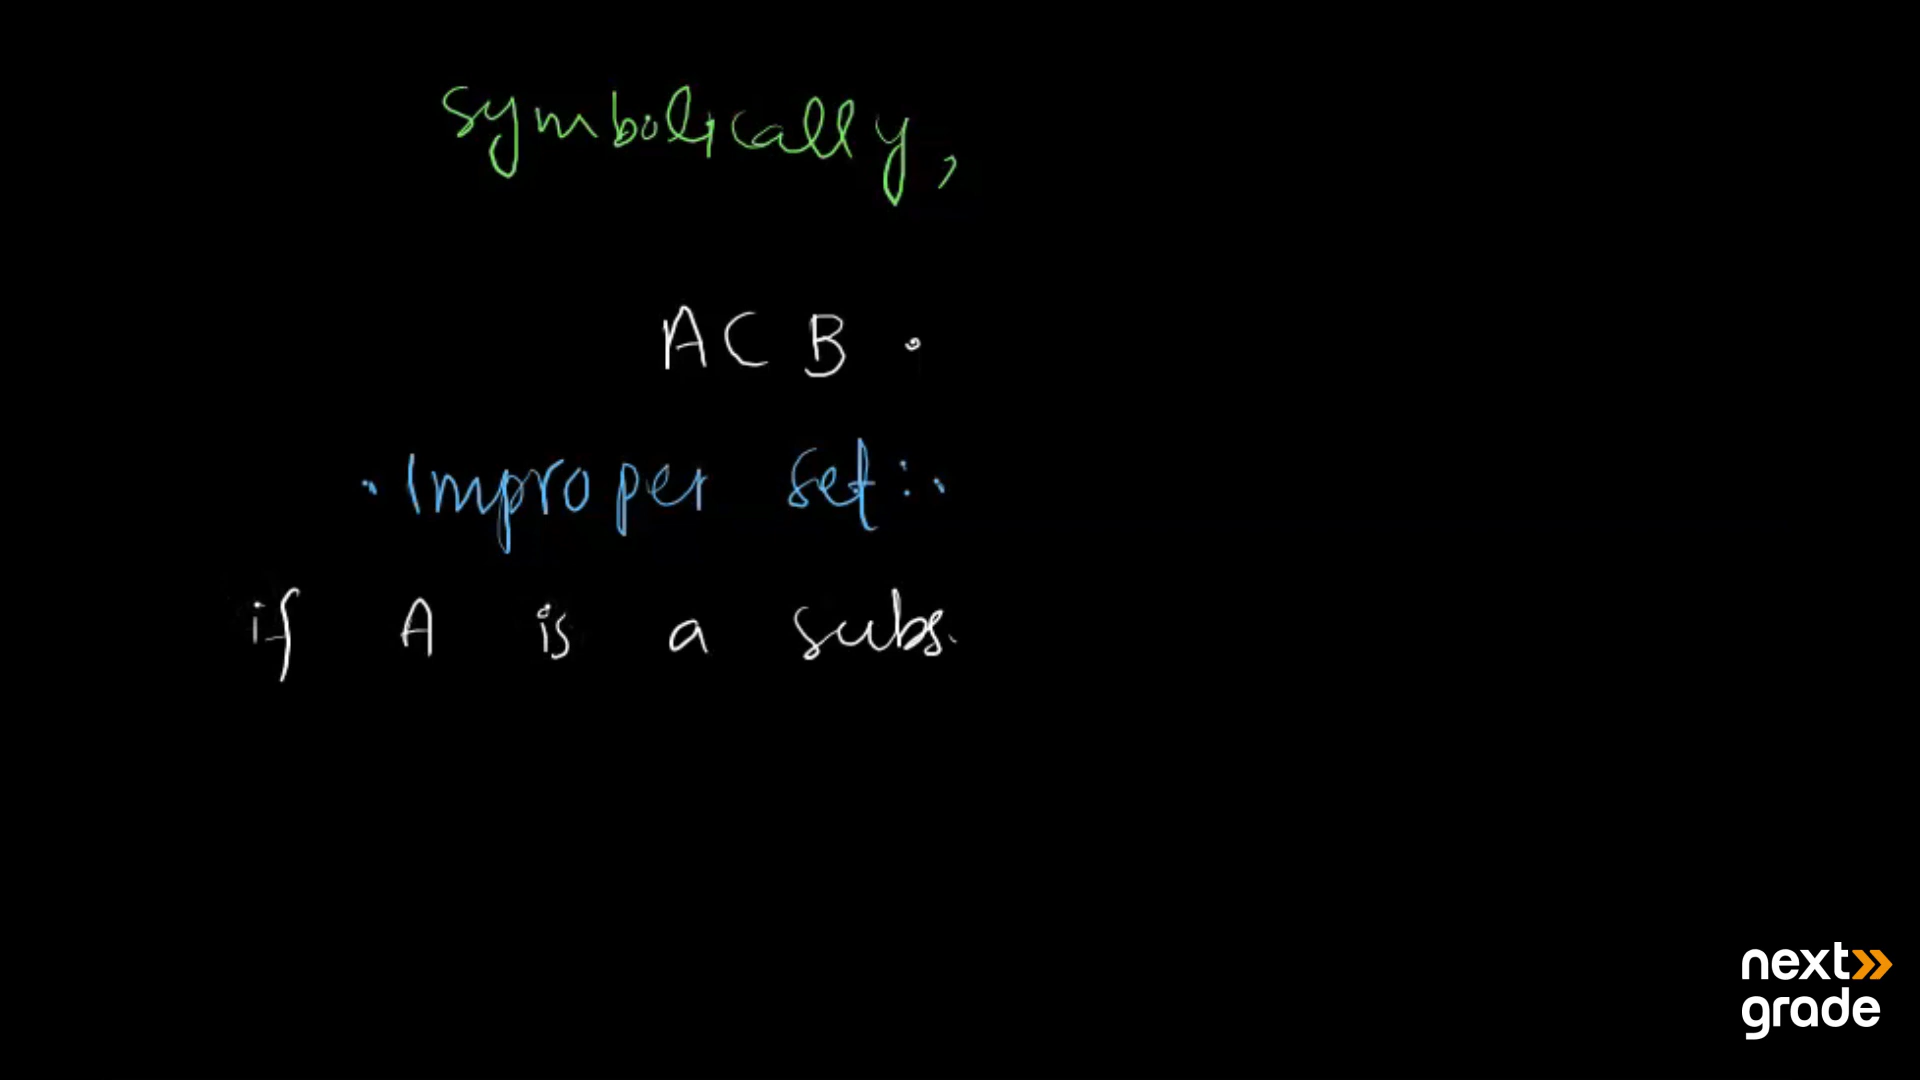 symbolically,
A ⊂ B .
. Improper set : .
if A is a subs.
next
grade